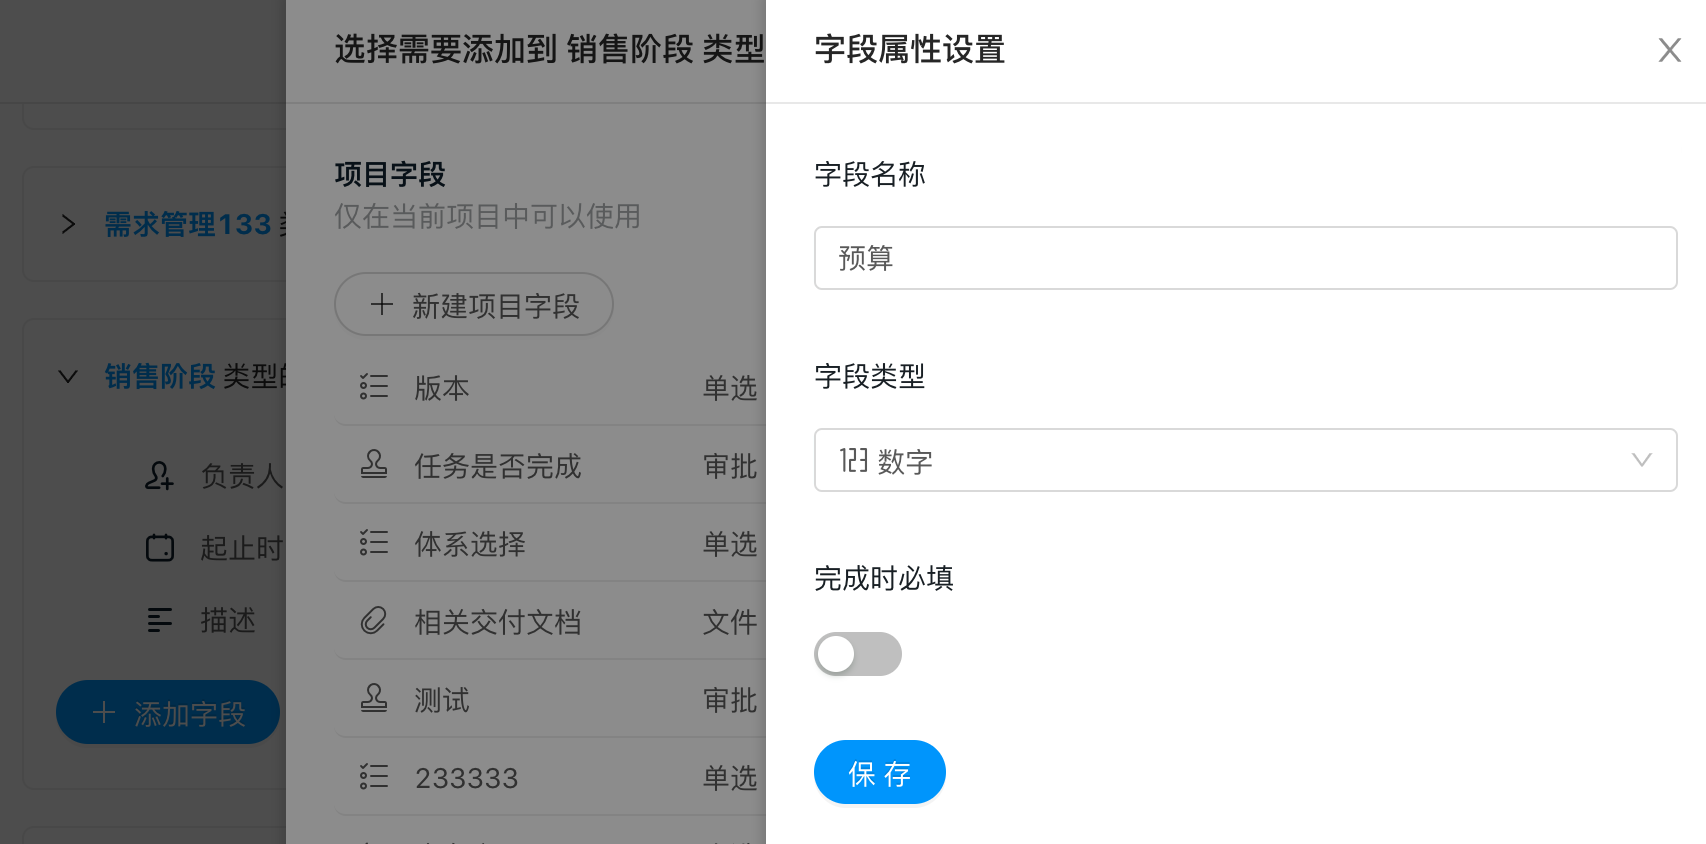 选择需要添加到 销售阶段 类型
字段属性设置
需求管理133
销售阶段 类型
负责人
起止时
描述
添加字段
项目字段
仅在当前项目中可以使用
新建项目字段
版本 单选
任务是否完成 审批
体系选择 单选
相关交付文档 文件
测试 审批
233333 单选
字段名称
预算
字段类型
123 数字
完成时必填
保存